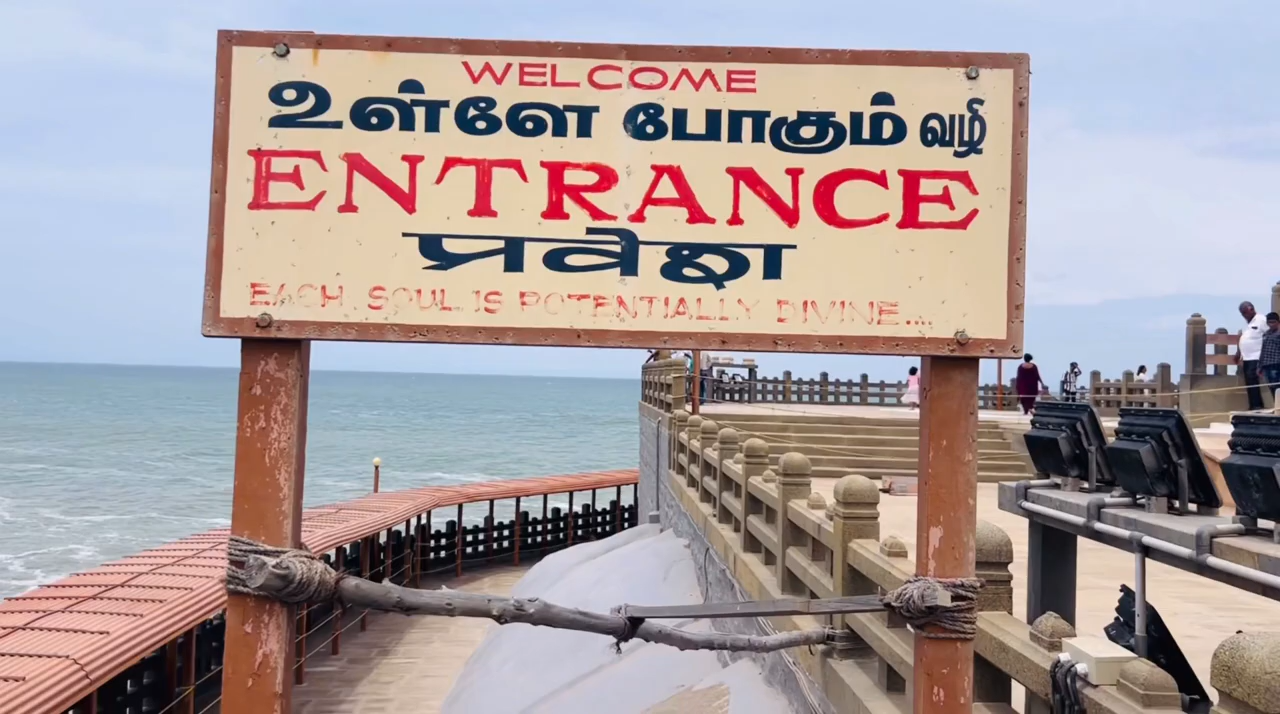 WELCOME
உள்ளே போகும் வழி
ENTRANCE
प्रवेश
EACH SOUL IS POTENTIALLY DIVINE....